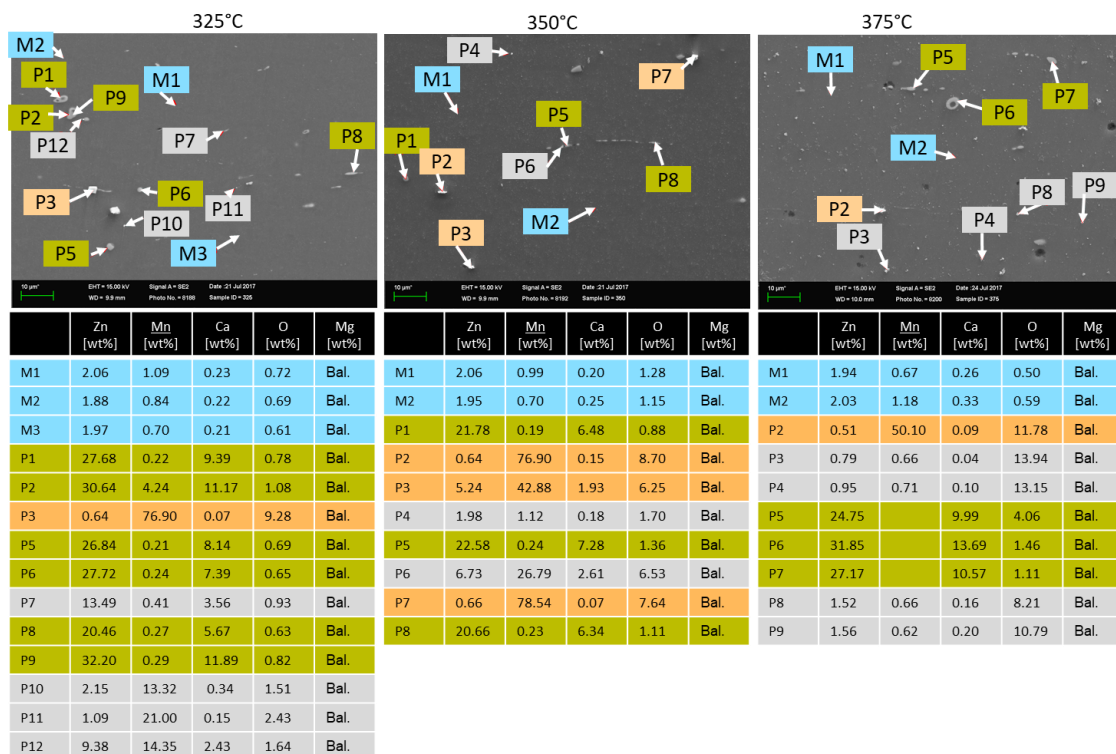 325°C
350°C
375°C
M2
P1
P9
M1
P2
P12
P7
P8
P3
P6
P11
P10
P5
M3
10 µm*
EHT = 15.00 kV
Signal A = SE2
Date :21 Jul 2017
WD = 9.9 mm
Photo No. = 8188
Sample ID = 325
P4
M1
P7
P5
P1
P2
P6
P8
M2
P3
10 µm*
EHT = 15.00 kV
Signal A = SE2
Date :21 Jul 2017
WD = 9.9 mm
Photo No. = 8192
Sample ID = 350
M1
P5
P7
P6
M2
P2
P8
P9
P4
P3
10 µm*
EHT = 15.00 kV
Signal A = SE2
Date :24 Jul 2017
WD = 10.0 mm
Photo No. = 8200
Sample ID = 375
Zn [wt%] Mn [wt%] Ca [wt%] O [wt%] Mg [wt%]
M1 2.06 1.09 0.23 0.72 Bal.
M2 1.88 0.84 0.22 0.69 Bal.
M3 1.97 0.70 0.21 0.61 Bal.
P1 27.68 0.22 9.39 0.78 Bal.
P2 30.64 4.24 11.17 1.08 Bal.
P3 0.64 76.90 0.07 9.28 Bal.
P5 26.84 0.21 8.14 0.69 Bal.
P6 27.72 0.24 7.39 0.65 Bal.
P7 13.49 0.41 3.56 0.93 Bal.
P8 20.46 0.27 5.67 0.63 Bal.
P9 32.20 0.29 11.89 0.82 Bal.
P10 2.15 13.32 0.34 1.51 Bal.
P11 1.09 21.00 0.15 2.43 Bal.
P12 9.38 14.35 2.43 1.64 Bal.
Zn [wt%] Mn [wt%] Ca [wt%] O [wt%] Mg [wt%]
M1 2.06 0.99 0.20 1.28 Bal.
M2 1.95 0.70 0.25 1.15 Bal.
P1 21.78 0.19 6.48 0.88 Bal.
P2 0.64 76.90 0.15 8.70 Bal.
P3 5.24 42.88 1.93 6.25 Bal.
P4 1.98 1.12 0.18 1.70 Bal.
P5 22.58 0.24 7.28 1.36 Bal.
P6 6.73 26.79 2.61 6.53 Bal.
P7 0.66 78.54 0.07 7.64 Bal.
P8 20.66 0.23 6.34 1.11 Bal.
Zn [wt%] Mn [wt%] Ca [wt%] O [wt%] Mg [wt%]
M1 1.94 0.67 0.26 0.50 Bal.
M2 2.03 1.18 0.33 0.59 Bal.
P2 0.51 50.10 0.09 11.78 Bal.
P3 0.79 0.66 0.04 13.94 Bal.
P4 0.95 0.71 0.10 13.15 Bal.
P5 24.75 9.99 4.06 Bal.
P6 31.85 13.69 1.46 Bal.
P7 27.17 10.57 1.11 Bal.
P8 1.52 0.66 0.16 8.21 Bal.
P9 1.56 0.62 0.20 10.79 Bal.